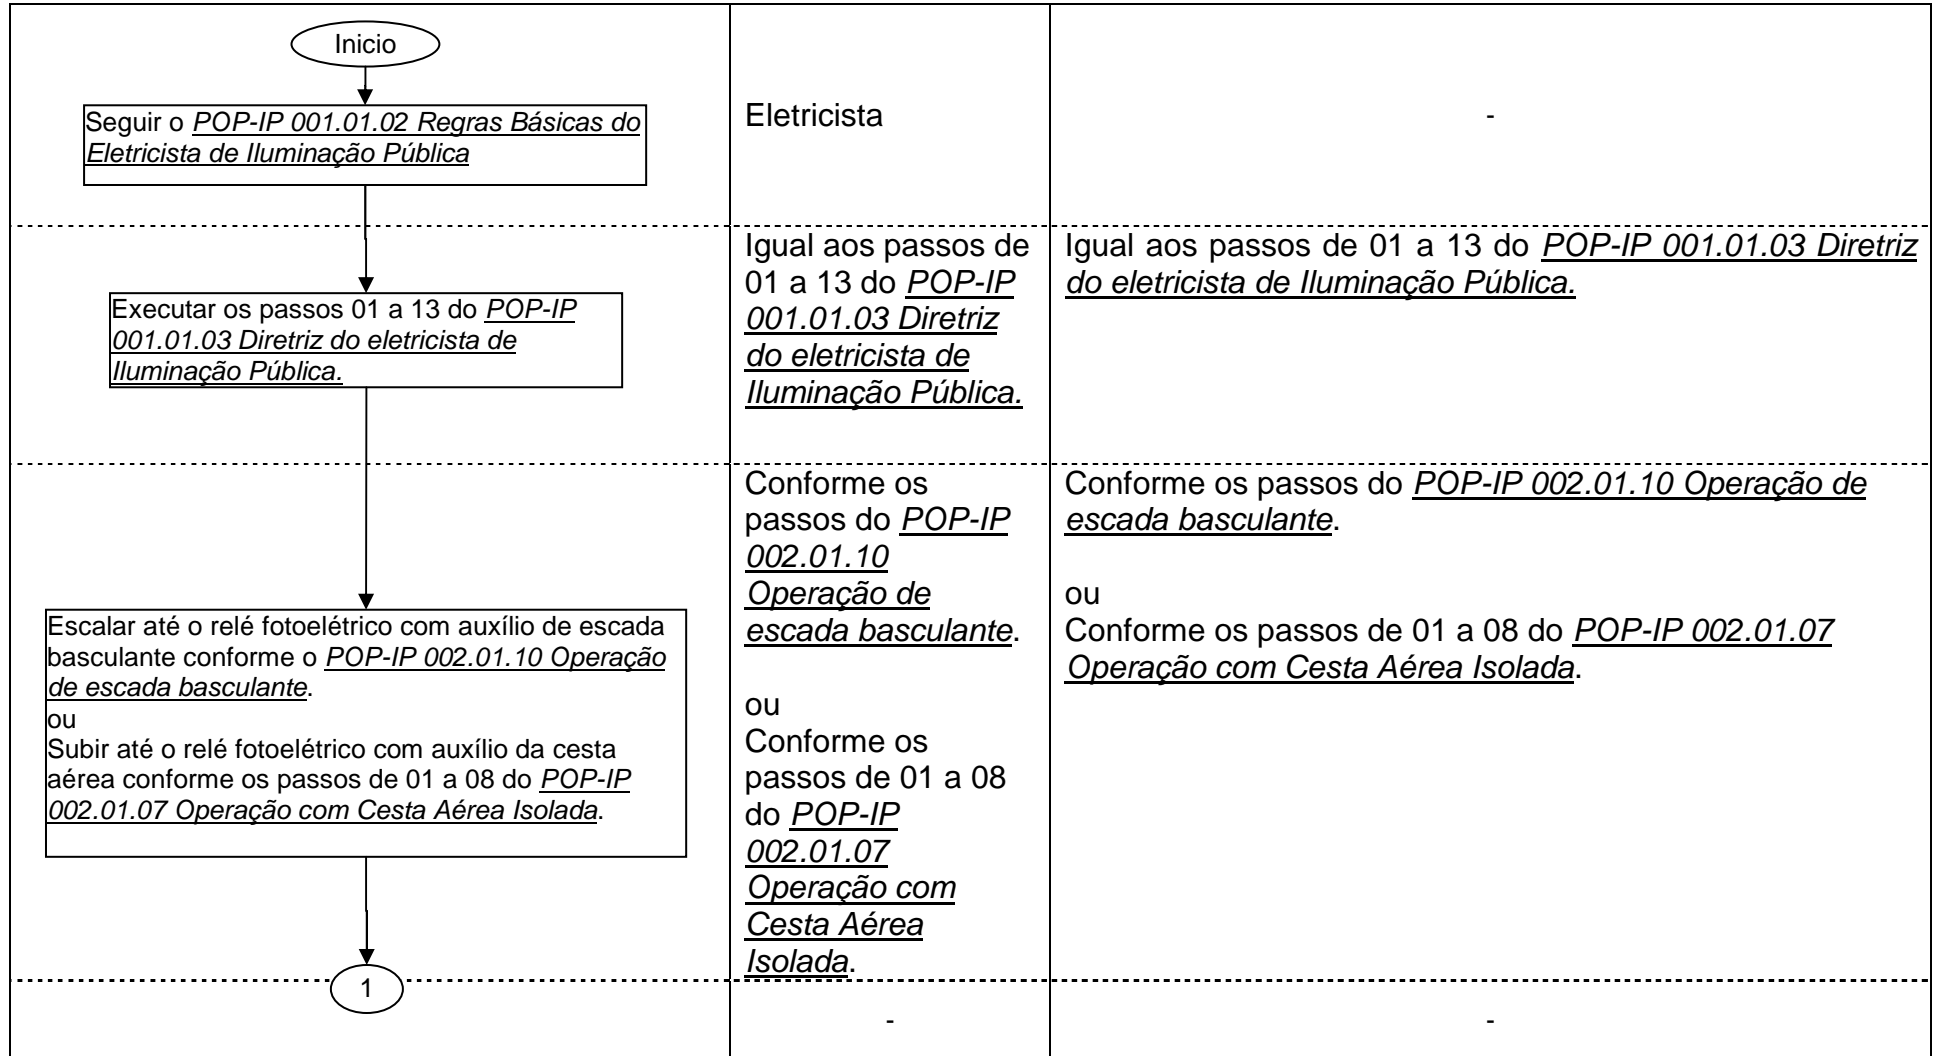 Inicio
Seguir o POP-IP 001.01.02 Regras Básicas do
Eletricista de Iluminação Pública
Eletricista
-
Executar os passos 01 a 13 do POP-IP
001.01.03 Diretriz do eletricista de
Iluminação Pública.
Igual aos passos de
01 a 13 do POP-IP
001.01.03 Diretriz
do eletricista de
Iluminação Pública.
Igual aos passos de 01 a 13 do POP-IP 001.01.03 Diretriz
do eletricista de Iluminação Pública.
Escalar até o relé fotoelétrico com auxílio de escada
basculante conforme o POP-IP 002.01.10 Operação
de escada basculante.
ou
Subir até o relé fotoelétrico com auxílio da cesta
aérea conforme os passos de 01 a 08 do POP-IP
002.01.07 Operação com Cesta Aérea Isolada.
Conforme os
passos do POP-IP
002.01.10
Operação de
escada basculante.
ou
Conforme os
passos de 01 a 08
do POP-IP
002.01.07
Operação com
Cesta Aérea
Isolada.
Conforme os passos do POP-IP 002.01.10 Operação de
escada basculante.
ou
Conforme os passos de 01 a 08 do POP-IP 002.01.07
Operação com Cesta Aérea Isolada.
1
-
-